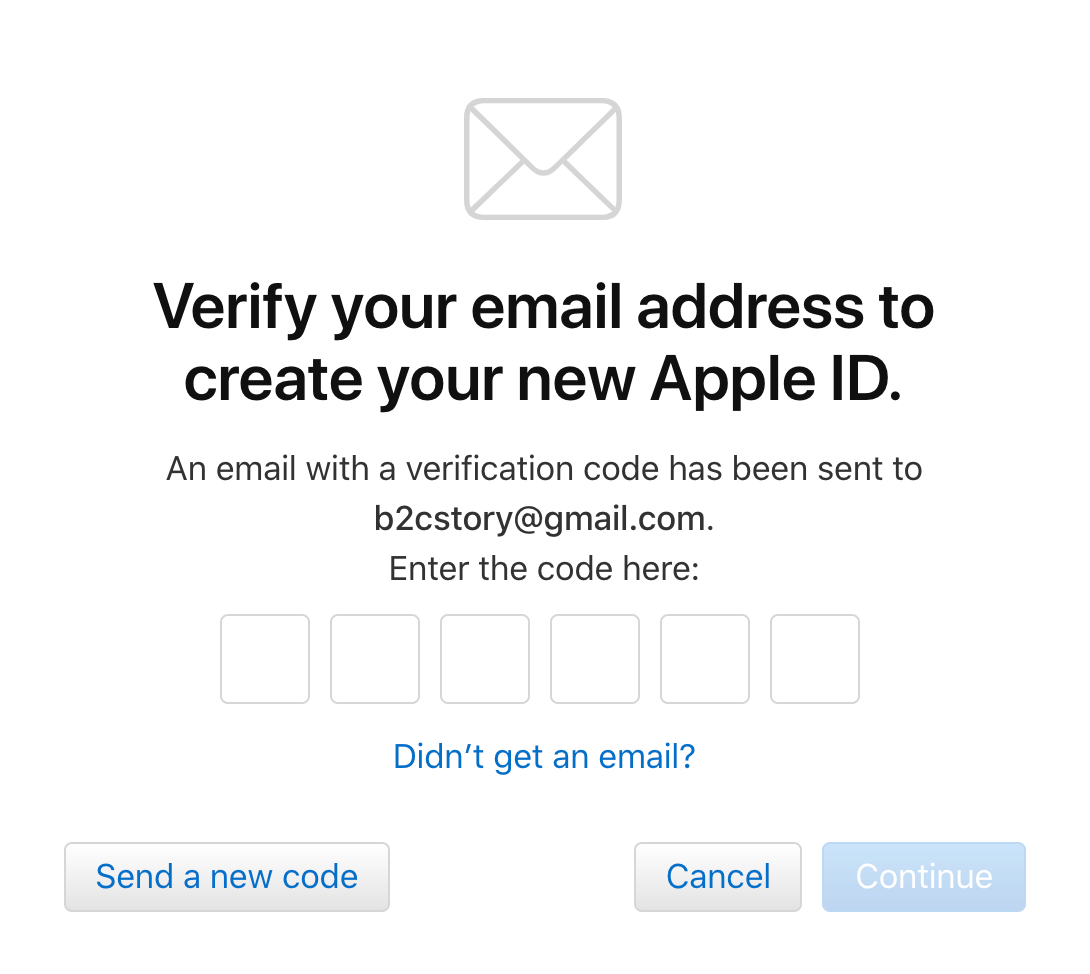 Verify your email address to
create your new Apple ID.
An email with a verification code has been sent to
b2cstory@gmail.com.
Enter the code here:
Didn’t get an email?
Send a new code
Cancel
Continue